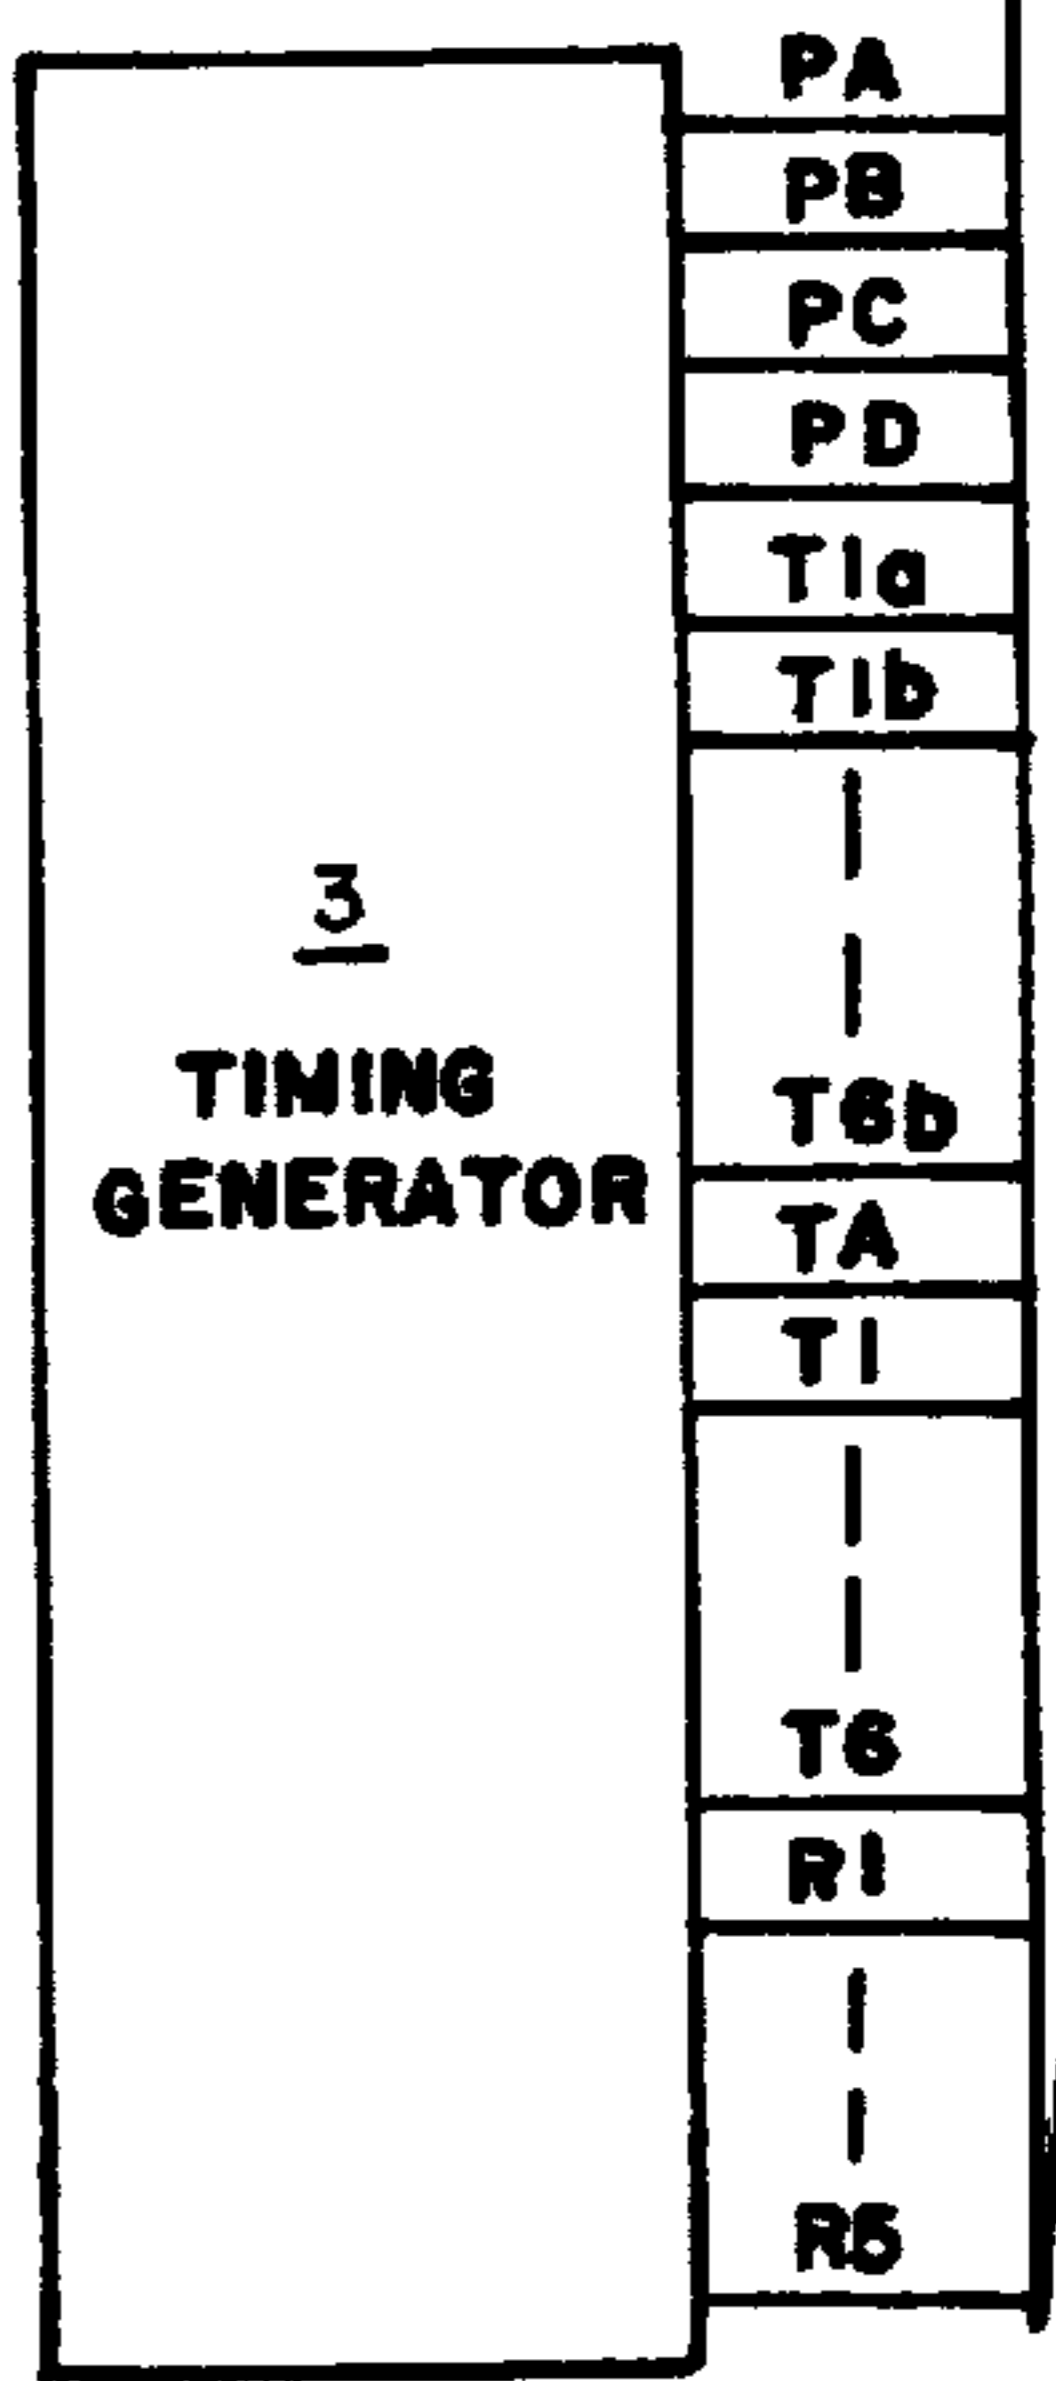 PA
PB
PC
PD
T1a
T1b
3
TIMING
GENERATOR
T6b
TA
T1
T6
R1
R5